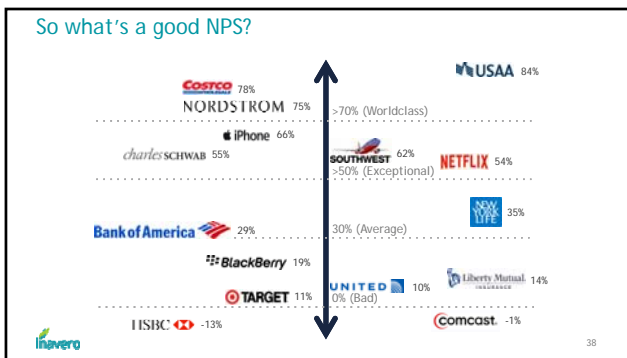 So what's a good NPS?
USAA 84%
COSTCO WHOLESALE 78%
NORDSTROM 75%
>70% (Worldclass)
iPhone 66%
charles SCHWAB 55%
SOUTHWEST 62%
NETFLIX 54%
>50% (Exceptional)
NEW YORK LIFE 35%
Bank of America 29%
30% (Average)
BlackBerry 19%
UNITED 10%
Liberty Mutual INSURANCE 14%
TARGET 11%
0% (Bad)
HSBC -13%
comcast. -1%
inavero
38